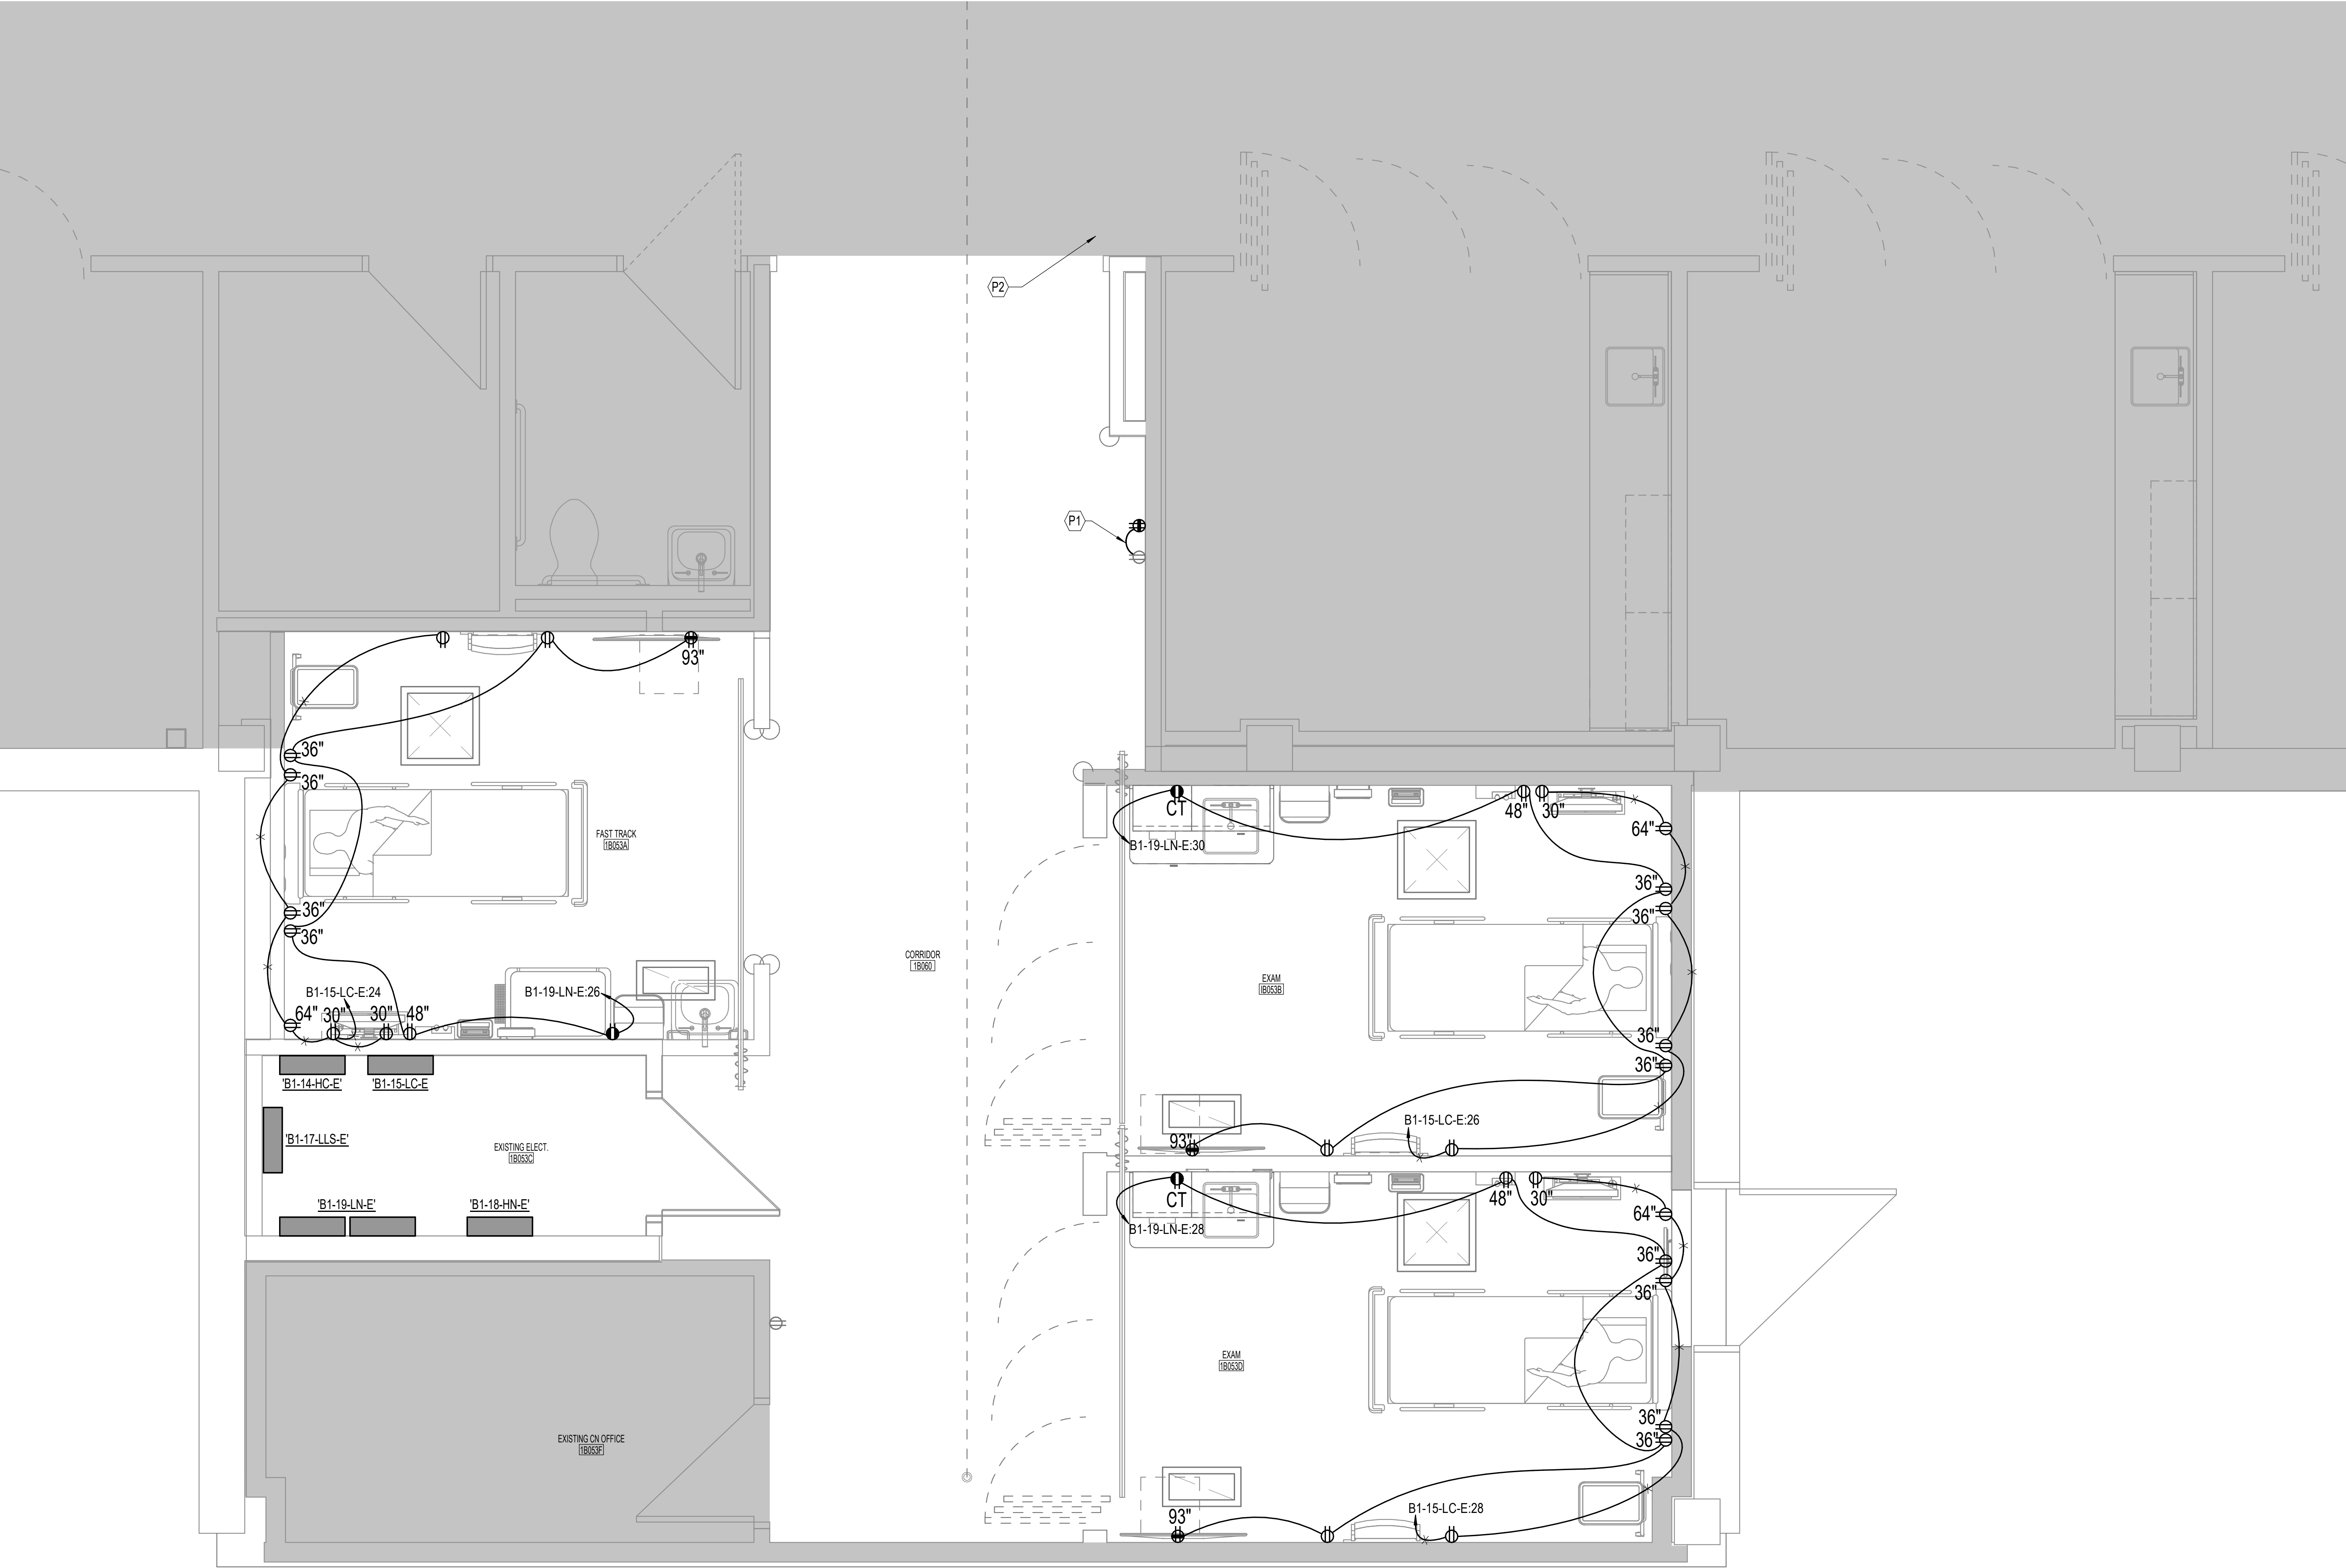 P2
P1
93"
36"
36"
FAST TRACK
1B053A
36"
36"
B1-15-LC-E:24
B1-19-LN-E:26
64"
30"
30"
48"
'B1-14-HC-E'
'B1-15-LC-E
'B1-17-LLS-E'
EXISTING ELECT.
1B053C
'B1-19-LN-E'
'B1-18-HN-E'
EXISTING CN OFFICE
1B053F
CORRIDOR
1B060
CT
48"
30"
64"
B1-19-LN-E:30
36"
36"
EXAM
IB053B
36"
36"
B1-15-LC-E:26
93"
CT
48"
30"
64"
B1-19-LN-E:28
36"
36"
EXAM
1B053D
36"
36"
B1-15-LC-E:28
93"